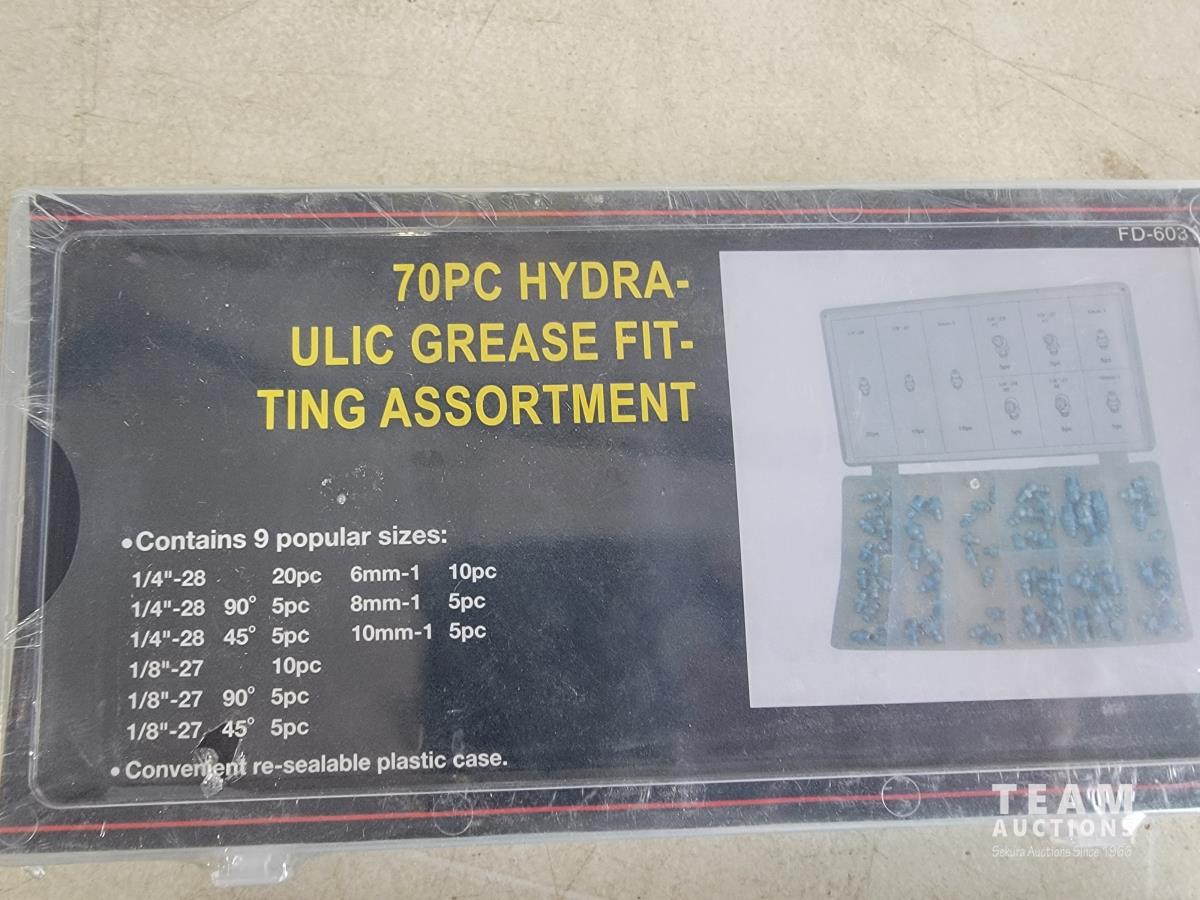 FD-603
70PC HYDRA-
ULIC GREASE FIT-
TING ASSORTMENT
•Contains 9 popular sizes:
1/4"-28 20pc 6mm-1 10pc
1/4"-28 90° 5pc 8mm-1 5pc
1/4"-28 45° 5pc 10mm-1 5pc
1/8"-27 10pc
1/8"-27 90° 5pc
1/8"-27 45° 5pc
•Convenient re-sealable plastic case.
TEAM
AUCTIONS
Sekura Auctions Since 1966